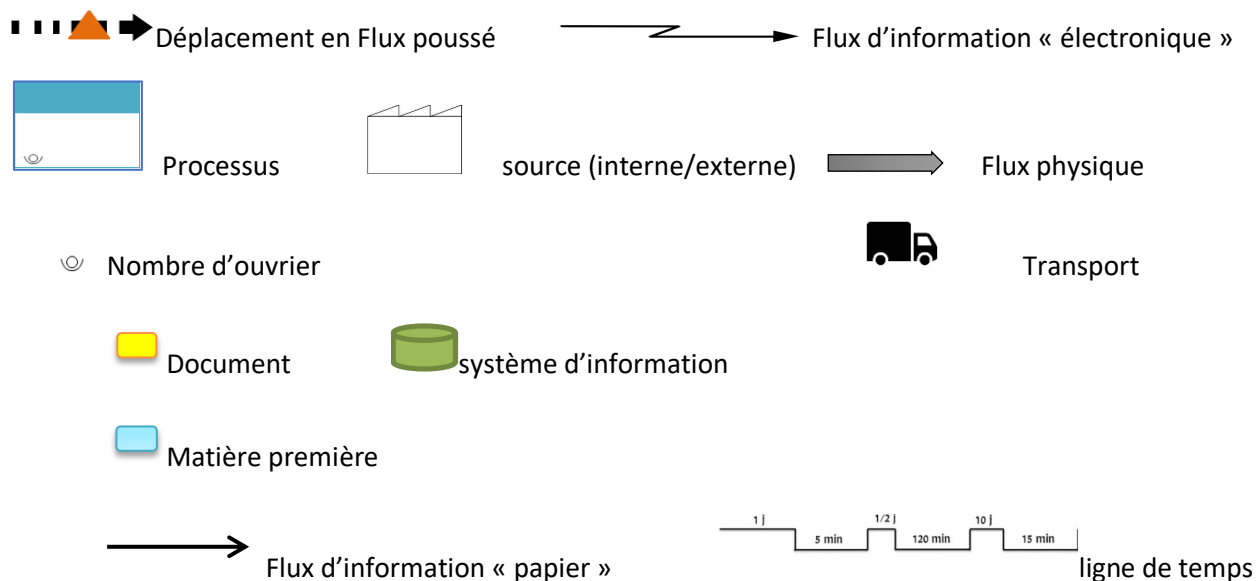 Déplacement en Flux poussé Flux d’information « électronique »
Processus source (interne/externe) Flux physique
Nombre d’ouvrier Transport
Document système d’information
Matière première
1 j 1/2 j 10 j
5 min 120 min 15 min
Flux d’information « papier » ligne de temps